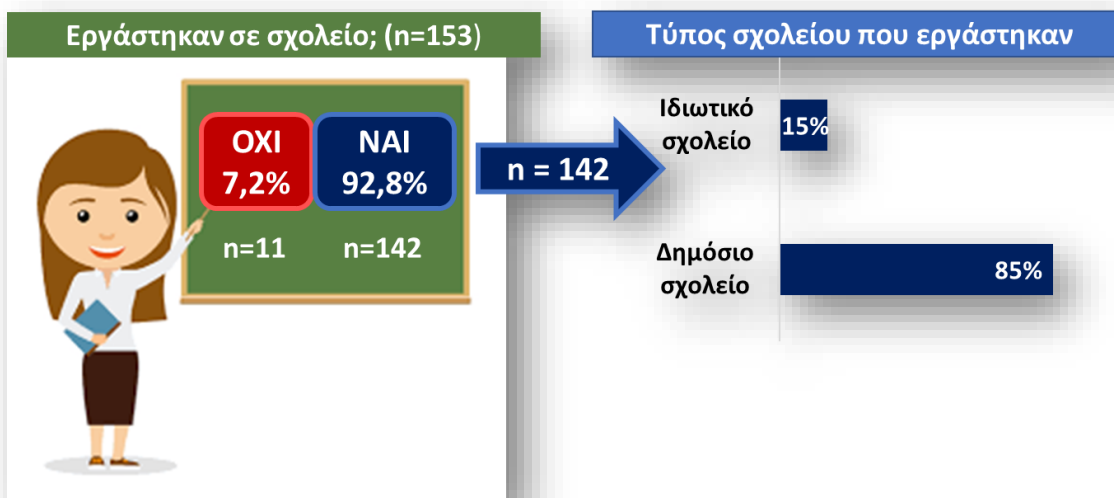 Εργάστηκαν σε σχολείο; (n=153)
ΟΧΙ
7,2%
ΝΑΙ
92,8%
n=11
n=142
n = 142
Τύπος σχολείου που εργάστηκαν
Ιδιωτικό
σχολείο
15%
Δημόσιο
σχολείο
85%